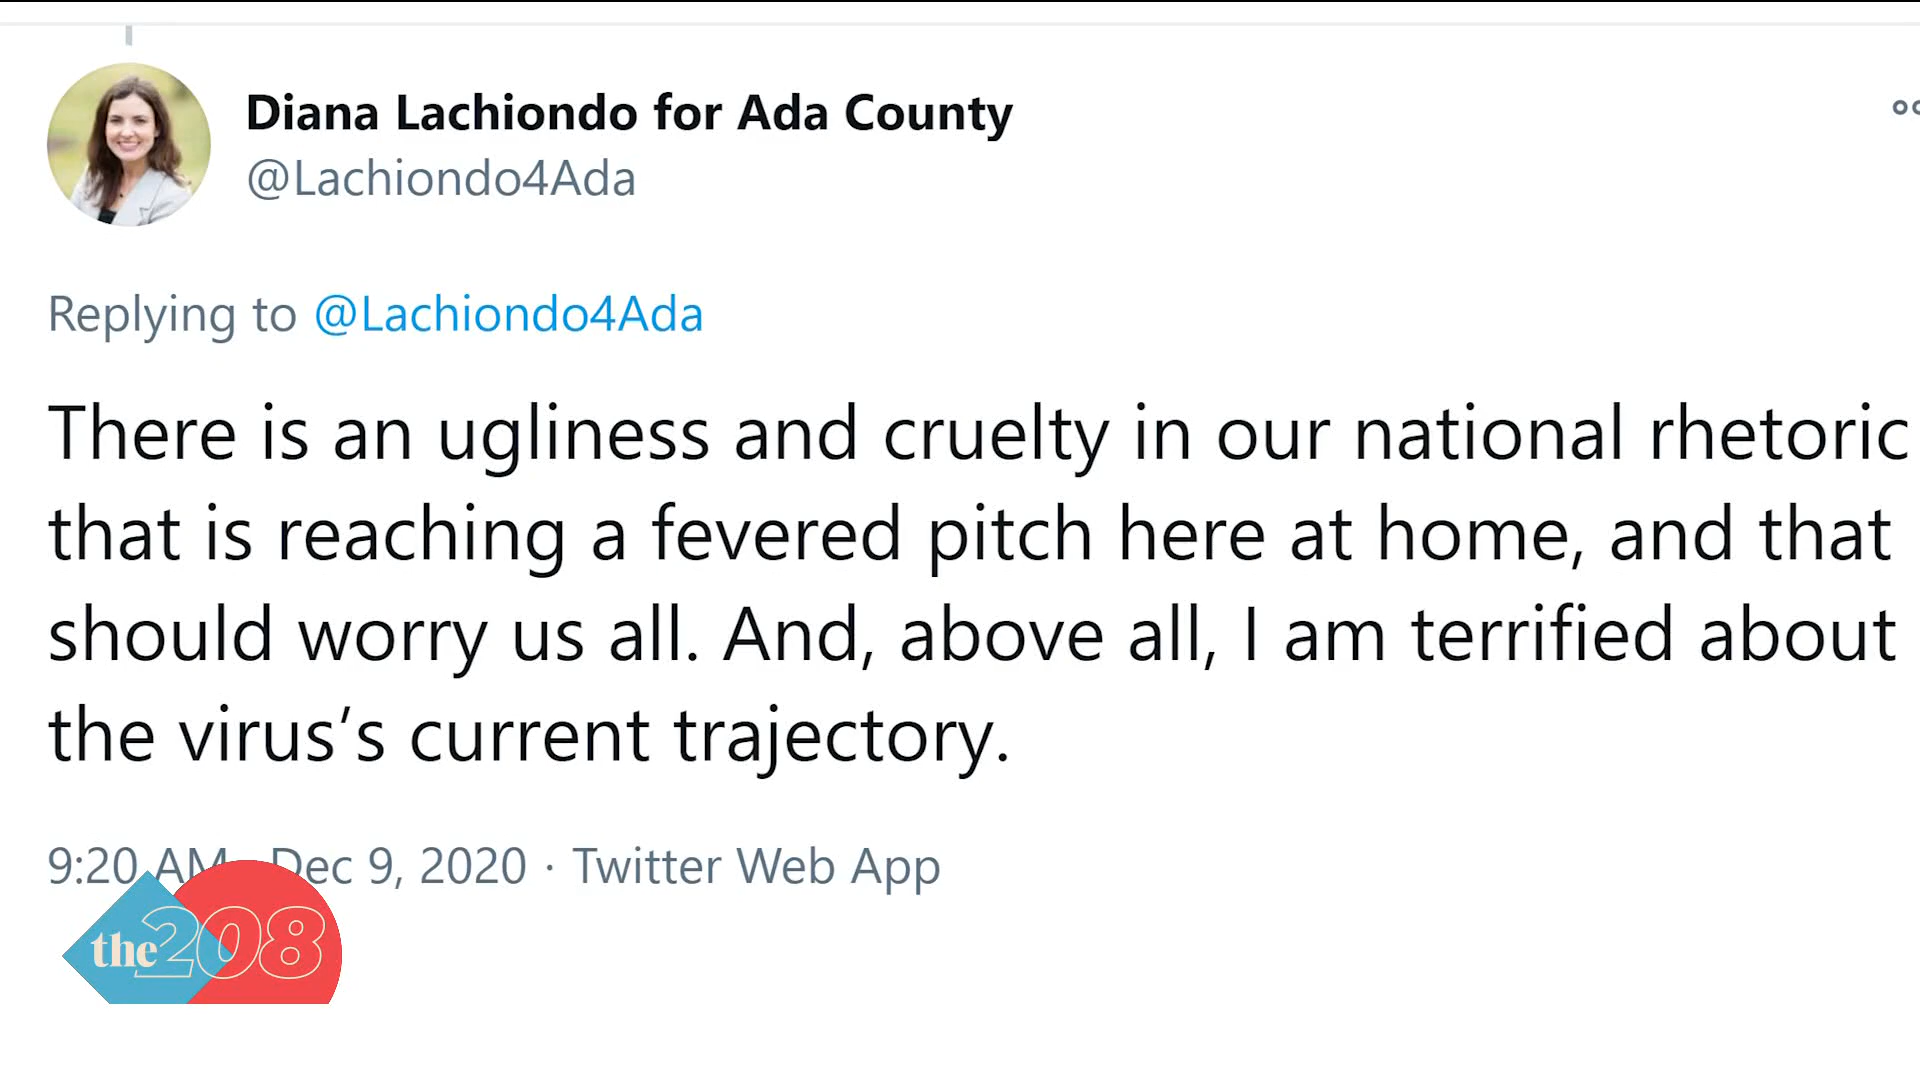 Diana Lachiondo for Ada County
@Lachiondo4Ada
Replying to @Lachiondo4Ada
There is an ugliness and cruelty in our national rhetoric
that is reaching a fevered pitch here at home, and that
should worry us all. And, above all, I am terrified about
the virus’s current trajectory.
9:20 AM · Dec 9, 2020 · Twitter Web App
the208